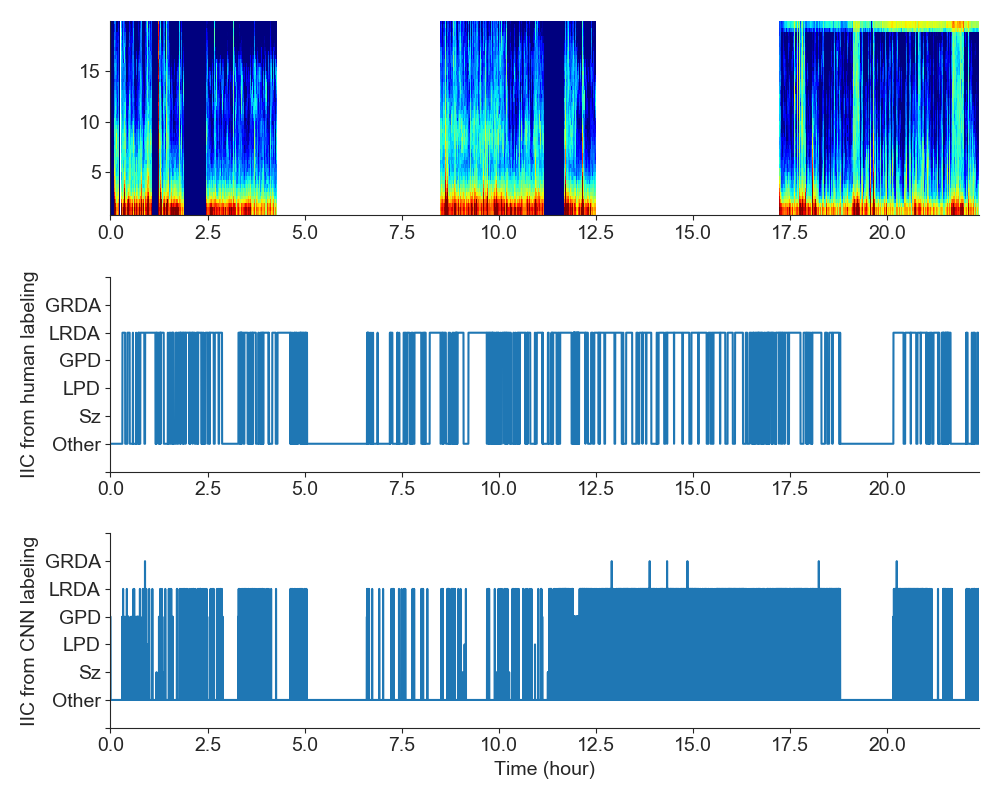 15
10
5
0.0 2.5 5.0 7.5 10.0 12.5 15.0 17.5 20.0
IIC from human labeling
GRDA
LRDA
GPD
LPD
Sz
Other
0.0 2.5 5.0 7.5 10.0 12.5 15.0 17.5 20.0
IIC from CNN labeling
GRDA
LRDA
GPD
LPD
Sz
Other
0.0 2.5 5.0 7.5 10.0 12.5 15.0 17.5 20.0
Time (hour)